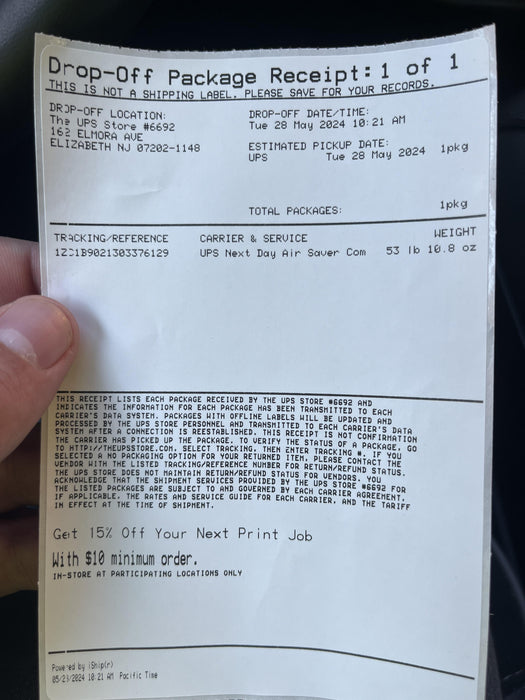 Drop-Off Package Receipt: 1 of 1
THIS IS NOT A SHIPPING LABEL. PLEASE SAVE FOR YOUR RECORDS.
DROP-OFF LOCATION:
The UPS Store #6692
162 ELMORA AVE
ELIZABETH NJ 07202-1148
DROP-OFF DATE/TIME:
Tue 28 May 2024 10:21 AM
ESTIMATED PICKUP DATE:
UPS Tue 28 May 2024 1pkg
TOTAL PACKAGES: 1pkg
TRACKING/REFERENCE CARRIER & SERVICE WEIGHT
UPS Next Day Air Saver Com 53 lb 10.8 oz
THIS RECEIPT LISTS EACH PACKAGE RECEIVED BY THE UPS STORE #6692 AND
INDICATES THE INFORMATION FOR EACH PACKAGE HAS BEEN TRANSMITTED TO EACH
CARRIER'S DATA SYSTEM. PACKAGES WITH OFFLINE LABELS WILL BE UPDATED AND
PROCESSED BY THE UPS STORE PERSONNEL AND TRANSMITTED TO EACH CARRIER'S DATA
SYSTEM AFTER A CONNECTION IS REESTABLISHED. THIS RECEIPT IS NOT CONFIRMATION
THE CARRIER HAS PICKED UP THE PACKAGE. TO VERIFY THE STATUS OF A PACKAGE, GO
TO HTTP://THEUPSTORE.COM, SELECT TRACKING, THEN ENTER TRACKING #. IF YOU
SELECTED A NO PACKAGING OPTION FOR YOUR RETURNED ITEM, PLEASE CONTACT THE
VENDOR WITH THE LISTED TRACKING/REFERENCE NUMBER FOR RETURN/REFUND STATUS.
THE UPS STORE DOES NOT MAINTAIN RETURN/REFUND STATUS FOR VENDORS. YOU
ACKNOWLEDGE THAT THE SHIPMENT SERVICES PROVIDED BY THE UPS STORE #6692 FOR
THE LISTED PACKAGES ARE SUBJECT TO AND GOVERNED BY EACH CARRIER AGREEMENT,
IF APPLICABLE, THE RATES AND SERVICE GUIDE FOR EACH CARRIER, AND THE TARIFF
IN EFFECT AT THE TIME OF SHIPMENT.
Get 15% Off Your Next Print Job
With $10 minimum order.
IN-STORE AT PARTICIPATING LOCATIONS ONLY
Powered by iShip(r)
10:21 AM Pacific Time